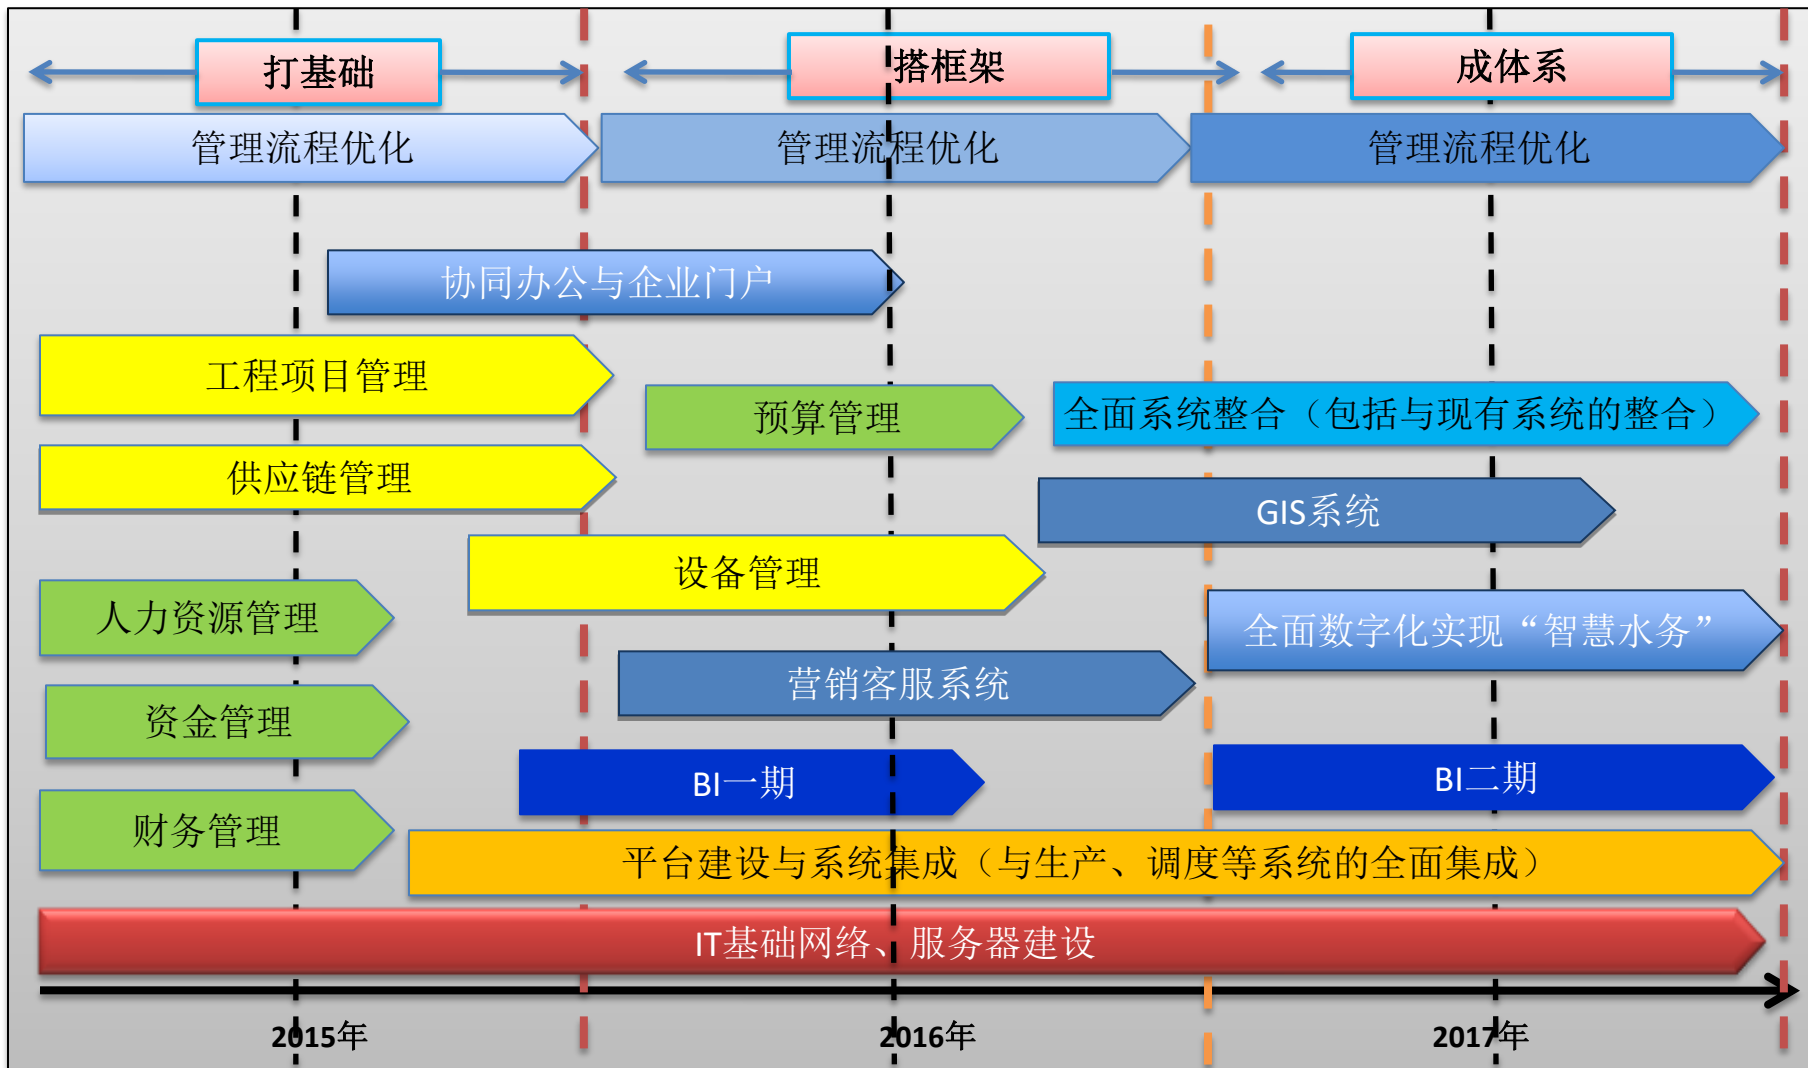 打基础
搭框架
成体系
管理流程优化
管理流程优化
管理流程优化
协同办公与企业门户
工程项目管理
预算管理
全面系统整合（包括与现有系统的整合）
供应链管理
GIS系统
设备管理
人力资源管理
全面数字化实现“智慧水务”
营销客服系统
资金管理
BI一期
BI二期
财务管理
平台建设与系统集成（与生产、调度等系统的全面集成）
IT基础网络、服务器建设
2015年
2016年
2017年